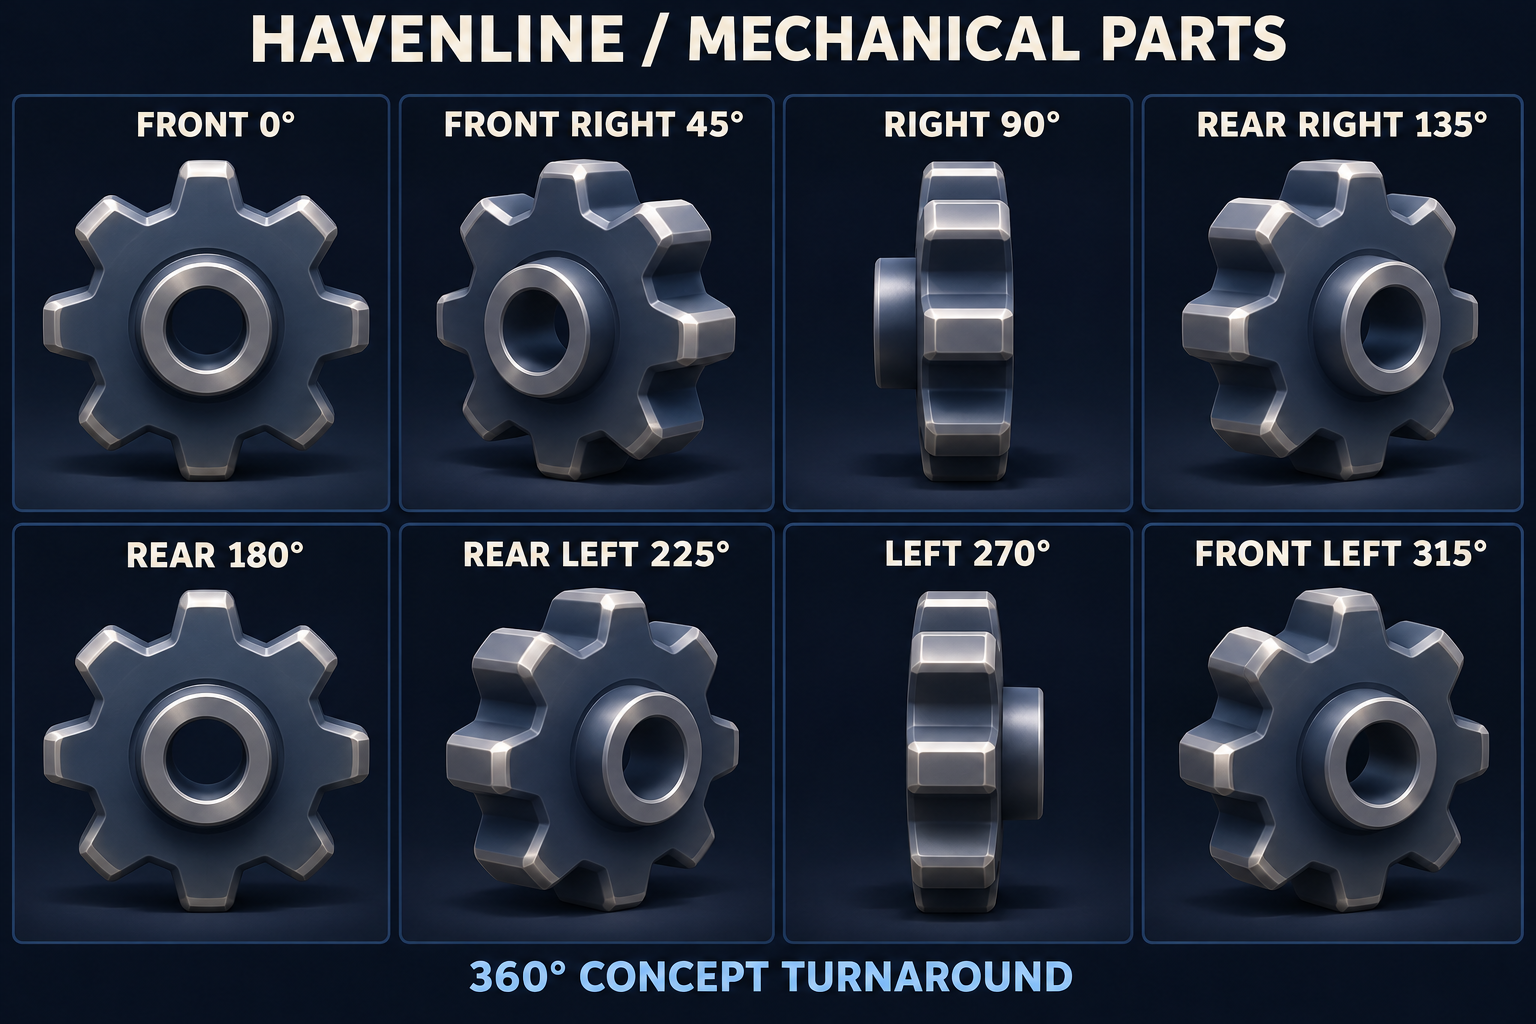 HAVENLINE / MECHANICAL PARTS
FRONT 0°
FRONT RIGHT 45°
RIGHT 90°
REAR RIGHT 135°
REAR 180°
REAR LEFT 225°
LEFT 270°
FRONT LEFT 315°
360° CONCEPT TURNAROUND